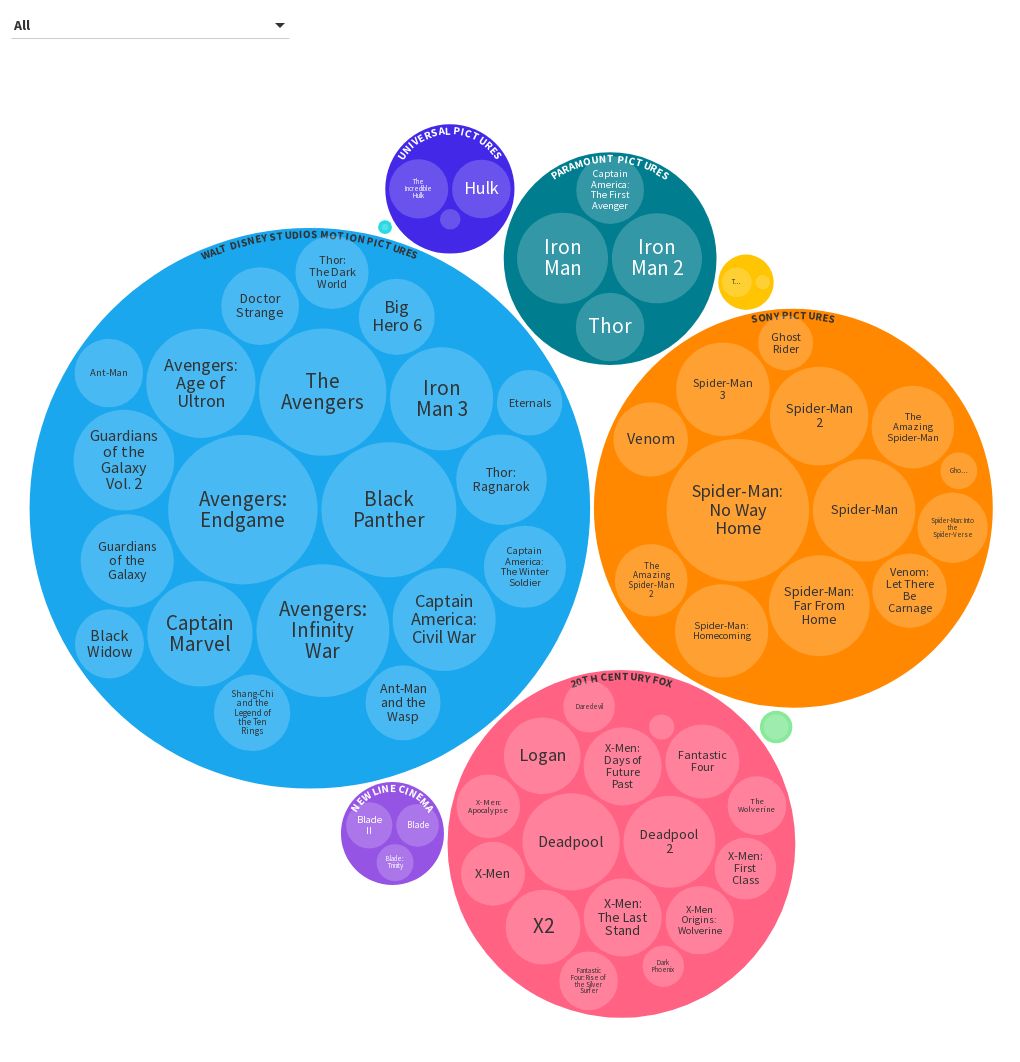 All
UNIVERSAL PICTURES
The
Incredible
Hulk
Hulk
PARAMOUNT PICTURES
Captain
America:
The First
Avenger
Iron
Man
Iron
Man 2
Thor
T...
WALT DISNEY STUDIOS MOTION PICTURES
Thor:
The Dark
World
Doctor
Strange
Big
Hero 6
Ant-Man
Avengers:
Age of
Ultron
The
Avengers
Iron
Man 3
Eternals
Guardians
of the
Galaxy
Vol. 2
Avengers:
Endgame
Black
Panther
Thor:
Ragnarok
Guardians
of the
Galaxy
Captain
America:
The Winter
Soldier
Black
Widow
Captain
Marvel
Avengers:
Infinity
War
Captain
America:
Civil War
Shang-Chi
and the
Legend of
the Ten
Rings
Ant-Man
and the
Wasp
SONY PICTURES
Ghost
Rider
Spider-Man
3
Spider-Man
2
The
Amazing
Spider-Man
Venom
Gho...
Spider-Man:
No Way
Home
Spider-Man
Spider-Man: Into
the
Spider-Verse
The
Amazing
Spider-Man
2
Spider-Man:
Far From
Home
Venom:
Let There
Be
Carnage
Spider-Man:
Homecoming
20TH CENTURY FOX
Daredevil
Logan
X-Men:
Days of
Future
Past
Fantastic
Four
X-Men:
Apocalypse
The
Wolverine
Deadpool
Deadpool
2
X-Men
X-Men:
First
Class
X2
X-Men:
The Last
Stand
X-Men
Origins:
Wolverine
Fantastic
Four: Rise of
the Silver
Surfer
Dark
Phoenix
NEW LINE CINEMA
Blade
II
Blade
Blade:
Trinity